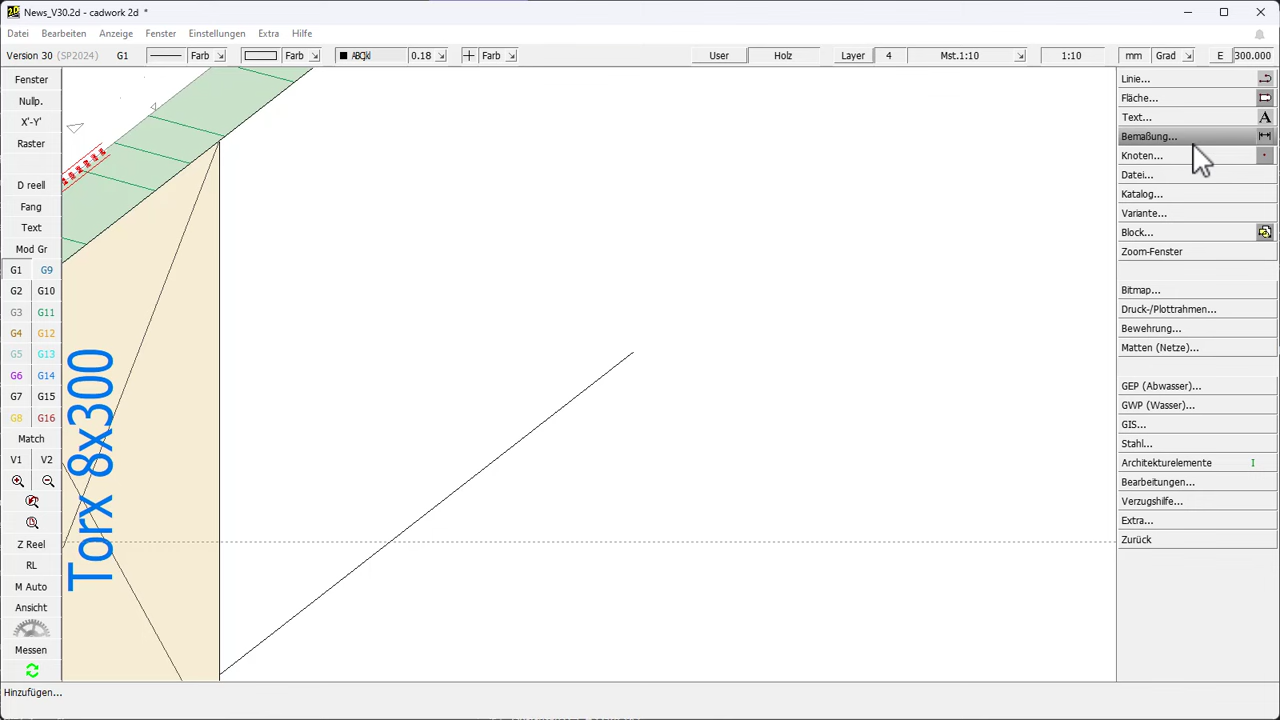 News_V30.2d - cadwork 2d *
Datei Bearbeiten Anzeige Fenster Einstellungen Extra Hilfe
Version 30 (SP2024) G1 Farb Farb ABCjkl 0.18 Farb User Holz Layer 4 Mst.1:10 1:10 mm Grad E 300.000
Fenster
Nullp.
X'-Y'
Raster
D reell
Fang
Text
Mod Gr
G1 G9
G2 G10
G3 G11
G4 G12
G5 G13
G6 G14
G7 G15
G8 G16
Match
V1 V2
Z Reel
RL
M Auto
Ansicht
Messen
Torx 8x300
Linie...
Fläche...
Text...
Bemaßung...
Knoten...
Datei...
Katalog...
Variante...
Block...
Zoom-Fenster
Bitmap...
Druck-/Plottrahmen...
Bewehrung...
Matten (Netze)...
GEP (Abwasser)...
GWP (Wasser)...
GIS...
Stahl...
Architekturelemente I
Bearbeitungen...
Verzugshilfe...
Extra...
Zurück
Hinzufügen...